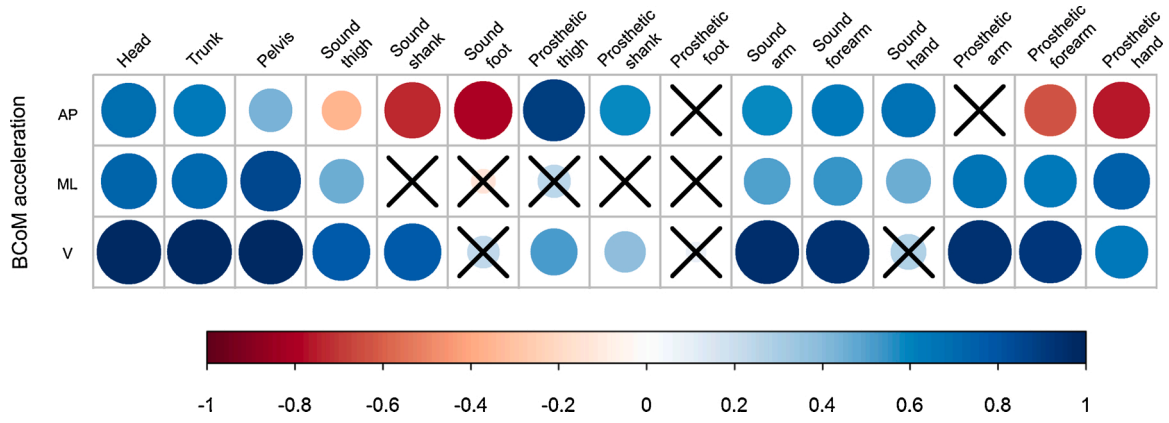 Head
Trunk
Pelvis
Sound
thigh
Sound
shank
Sound
foot
Prosthetic
thigh
Prosthetic
shank
Prosthetic
foot
Sound
arm
Sound
forearm
Sound
hand
Prosthetic
arm
Prosthetic
forearm
Prosthetic
hand
BCoM acceleration
AP
ML
V
-1 -0.8 -0.6 -0.4 -0.2 0 0.2 0.4 0.6 0.8 1